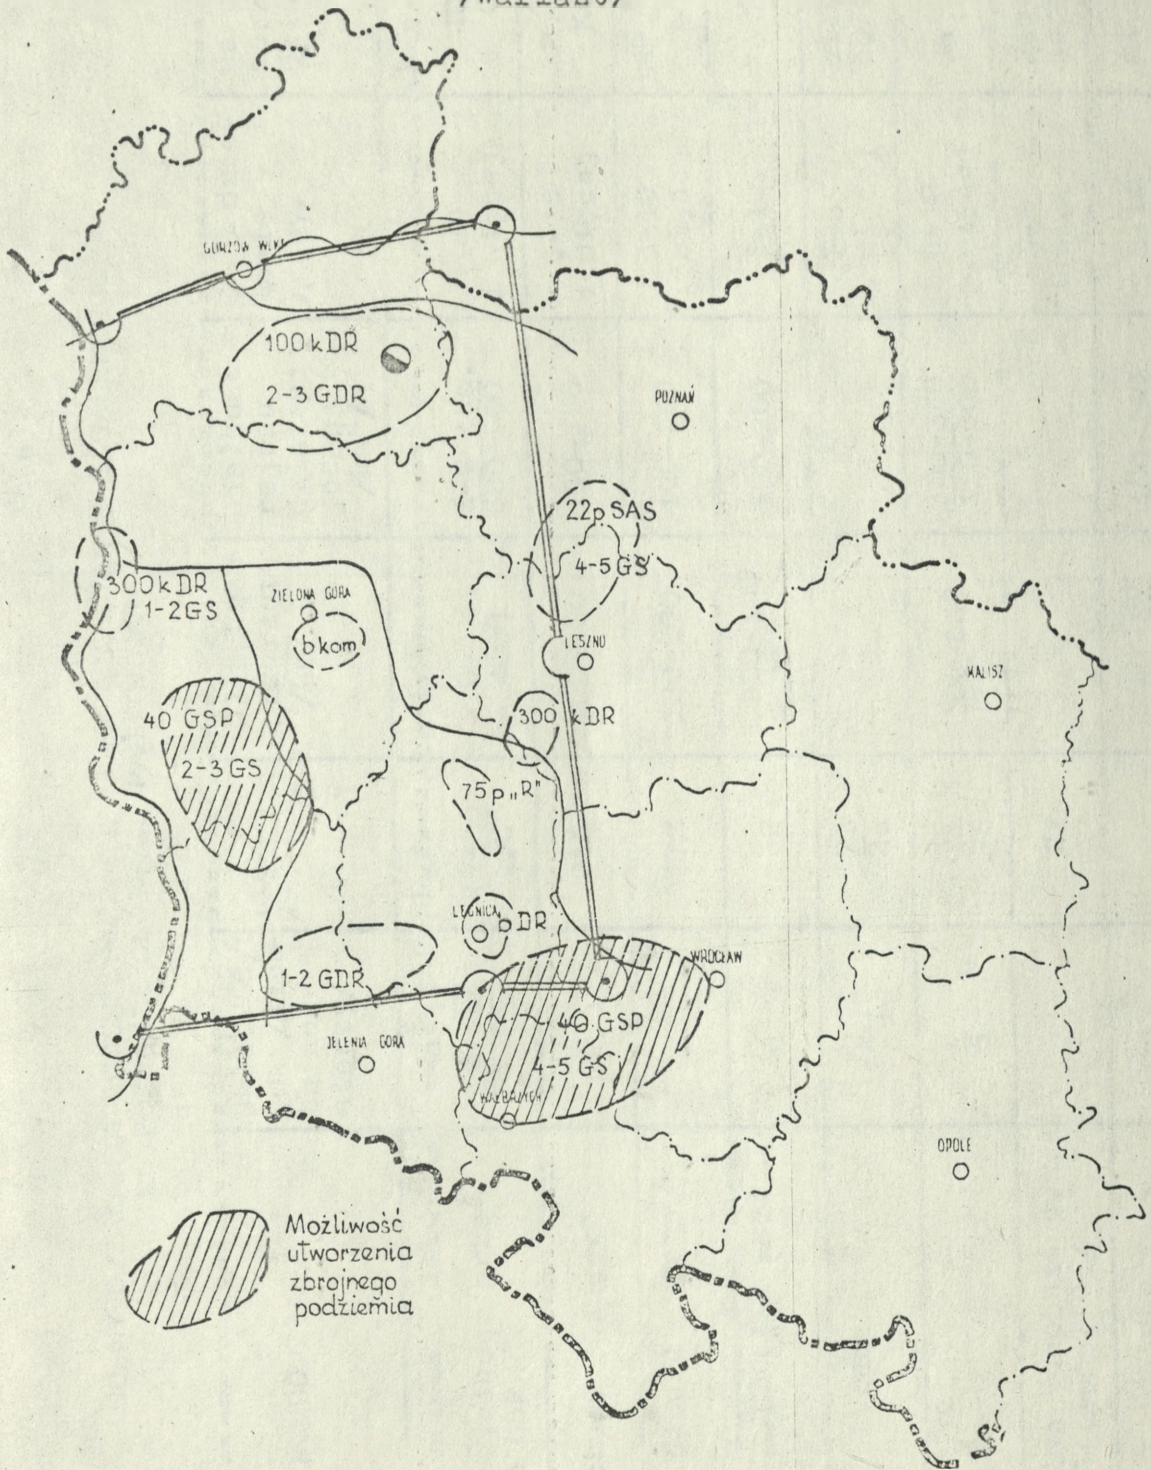 /wariant/
GORZÓW WLKP
100 kDR
2-3 GDR
POZNAŃ
22p SAS
4-5 GS
300 kDR
1-2 GS
ZIELONA GÓRA
b kom
LESZNO
KALISZ
40 GSP
2-3 GS
300 kDR
75 p „R”
LEGNICA
p DR
1-2 GDR
WROCŁAW
40 GSP
4-5 GS
JELENIA GÓRA
WAŁBRZYCH
OPOLE
Możliwość
utworzenia
zbrojnego
podziemia